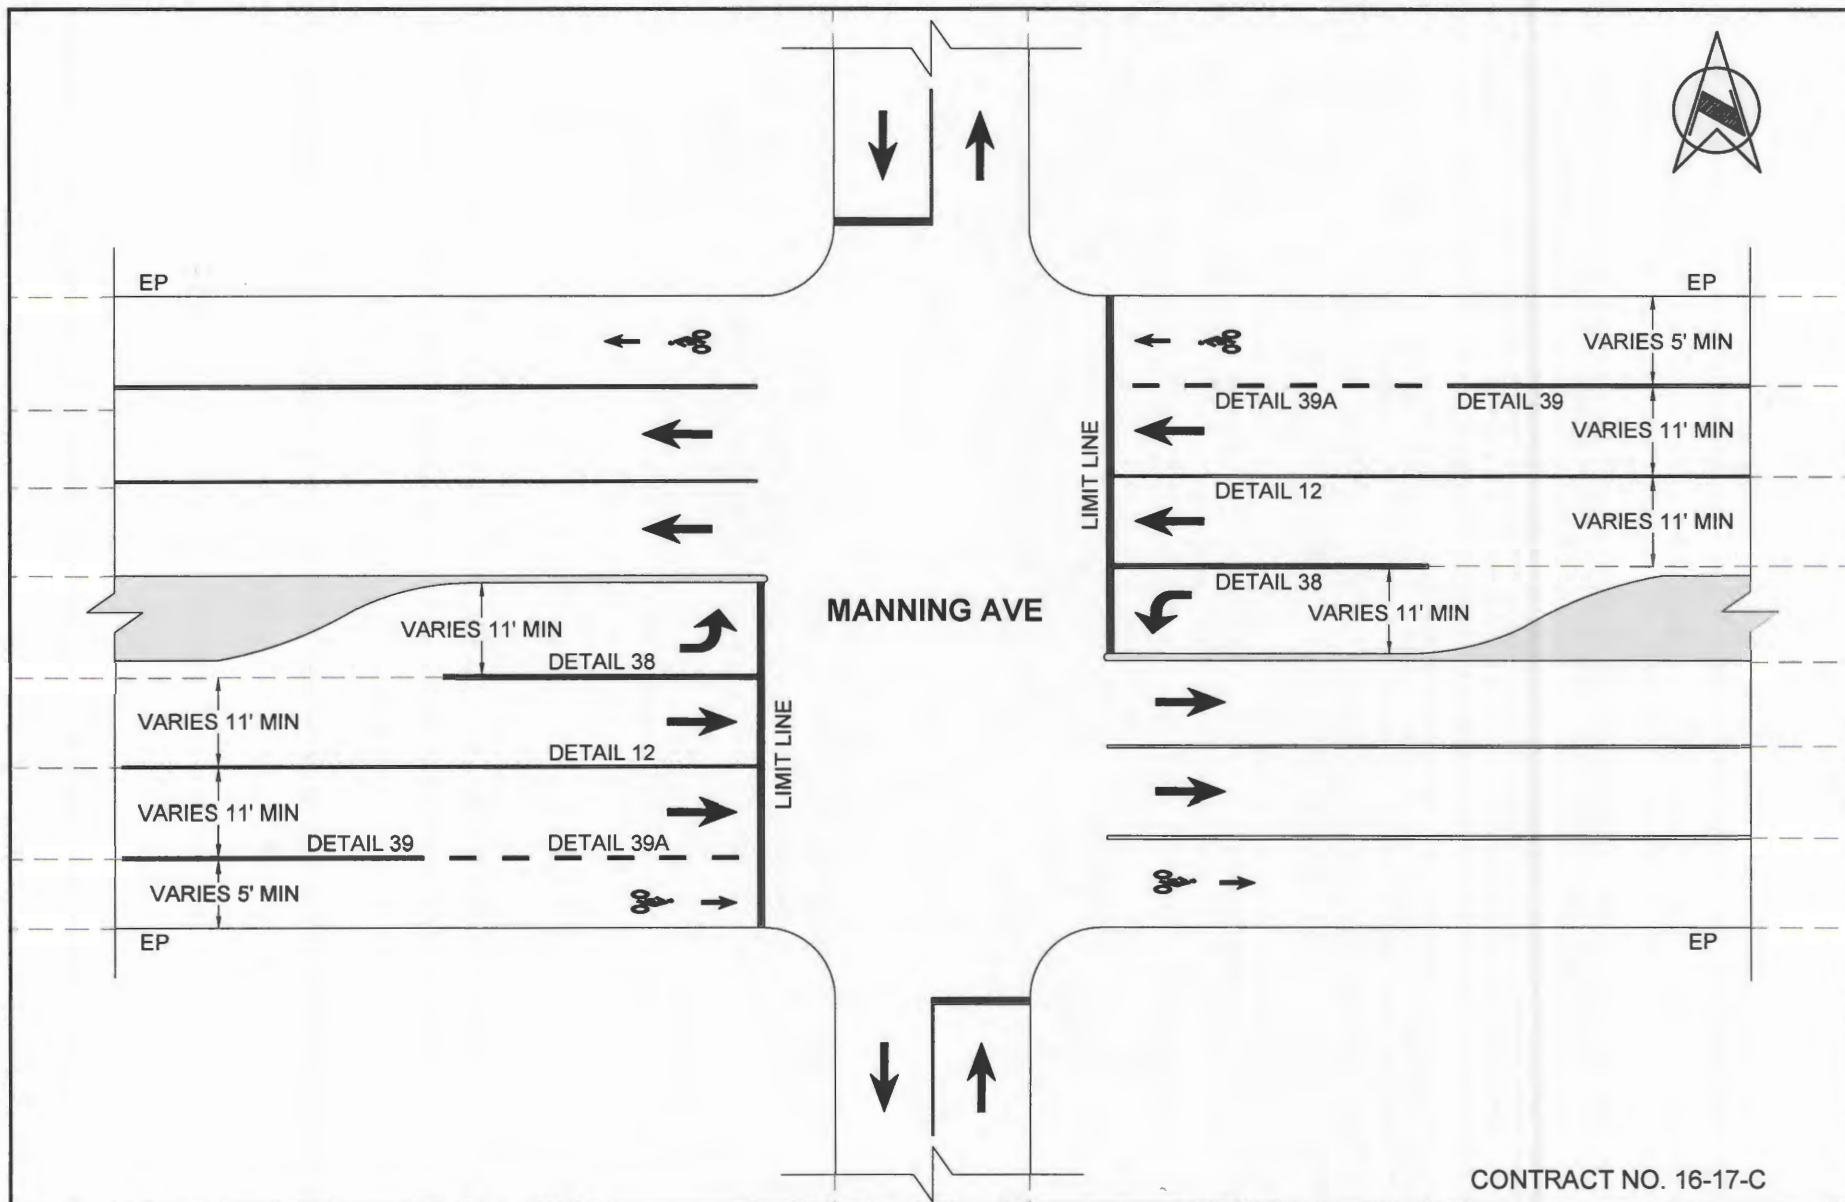 EP
EP
VARIES 5' MIN
DETAIL 39A
DETAIL 39
VARIES 11' MIN
LIMIT LINE
DETAIL 12
VARIES 11' MIN
DETAIL 38
VARIES 11' MIN
MANNING AVE
VARIES 11' MIN
DETAIL 38
VARIES 11' MIN
DETAIL 12
LIMIT LINE
VARIES 11' MIN
DETAIL 39
DETAIL 39A
VARIES 5' MIN
EP
EP
CONTRACT NO. 16-17-C